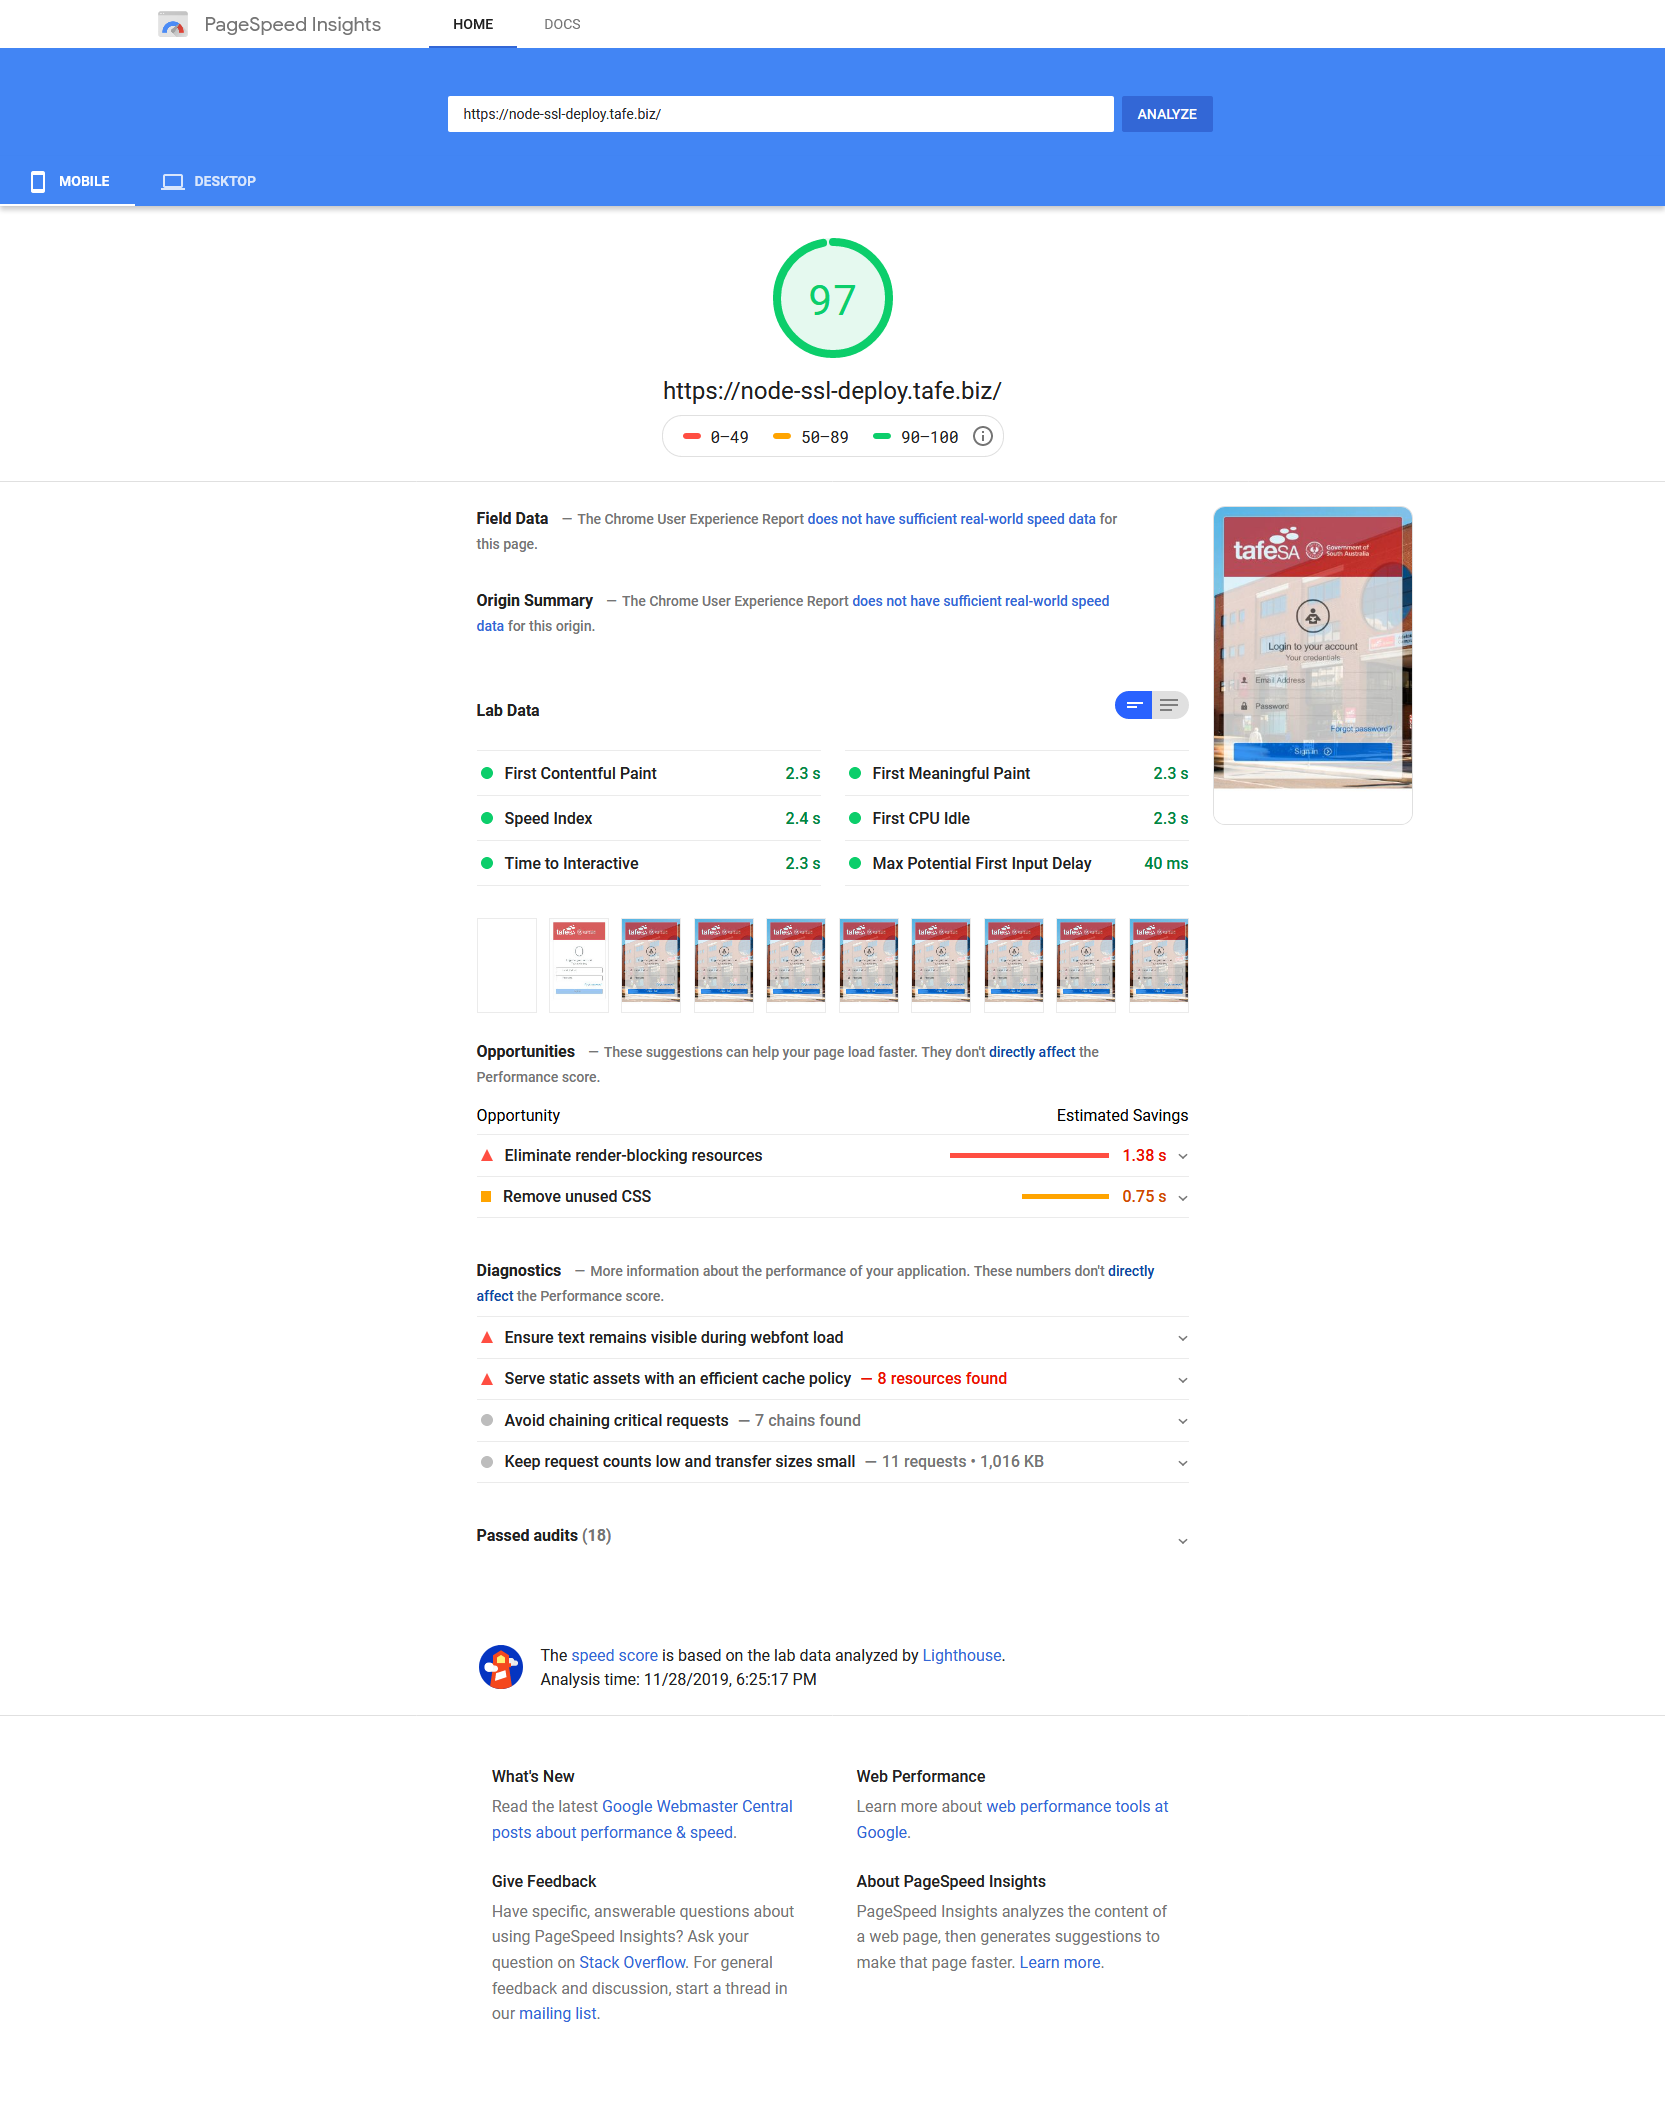 PageSpeed Insights
HOME
DOCS
https://node-ssl-deploy.tafe.biz/
ANALYZE
MOBILE
DESKTOP
97
https://node-ssl-deploy.tafe.biz/
0–49
50–89
90–100
Field Data — The Chrome User Experience Report does not have sufficient real-world speed data for
this page.
tafeSA
Government of
South Australia
Login to your account
Your credentials
Email Address
Password
Forgot password?
Sign in
Origin Summary — The Chrome User Experience Report does not have sufficient real-world speed
data for this origin.
Lab Data
First Contentful Paint 2.3 s
First Meaningful Paint 2.3 s
Speed Index 2.4 s
First CPU Idle 2.3 s
Time to Interactive 2.3 s
Max Potential First Input Delay 40 ms
Opportunities — These suggestions can help your page load faster. They don't directly affect the
Performance score.
Opportunity Estimated Savings
Eliminate render-blocking resources 1.38 s
Remove unused CSS 0.75 s
Diagnostics — More information about the performance of your application. These numbers don't directly
affect the Performance score.
Ensure text remains visible during webfont load
Serve static assets with an efficient cache policy — 8 resources found
Avoid chaining critical requests — 7 chains found
Keep request counts low and transfer sizes small — 11 requests • 1,016 KB
Passed audits (18)
The speed score is based on the lab data analyzed by Lighthouse.
Analysis time: 11/28/2019, 6:25:17 PM
What's New
Read the latest Google Webmaster Central
posts about performance & speed.
Web Performance
Learn more about web performance tools at
Google.
Give Feedback
Have specific, answerable questions about
using PageSpeed Insights? Ask your
question on Stack Overflow. For general
feedback and discussion, start a thread in
our mailing list.
About PageSpeed Insights
PageSpeed Insights analyzes the content of
a web page, then generates suggestions to
make that page faster. Learn more.